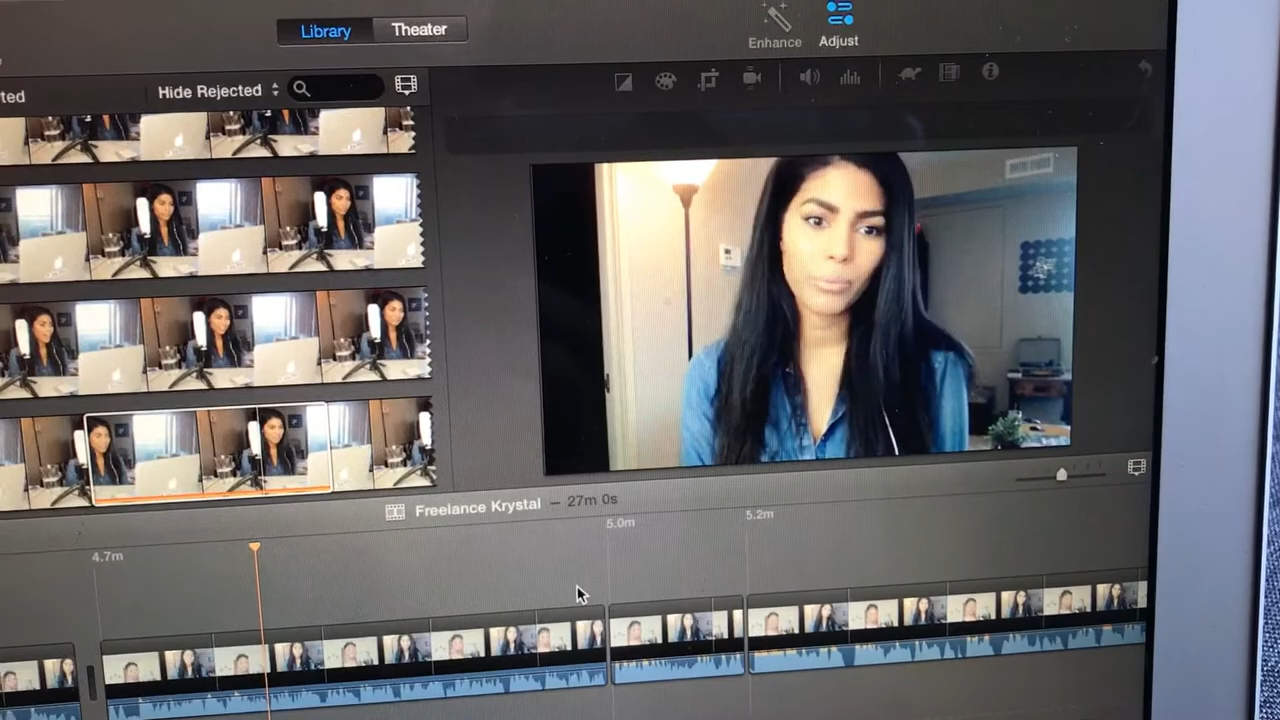 Library Theater
Enhance Adjust
ted Hide Rejected
Freelance Krystal – 27m 0s
4.7m 5.0m 5.2m